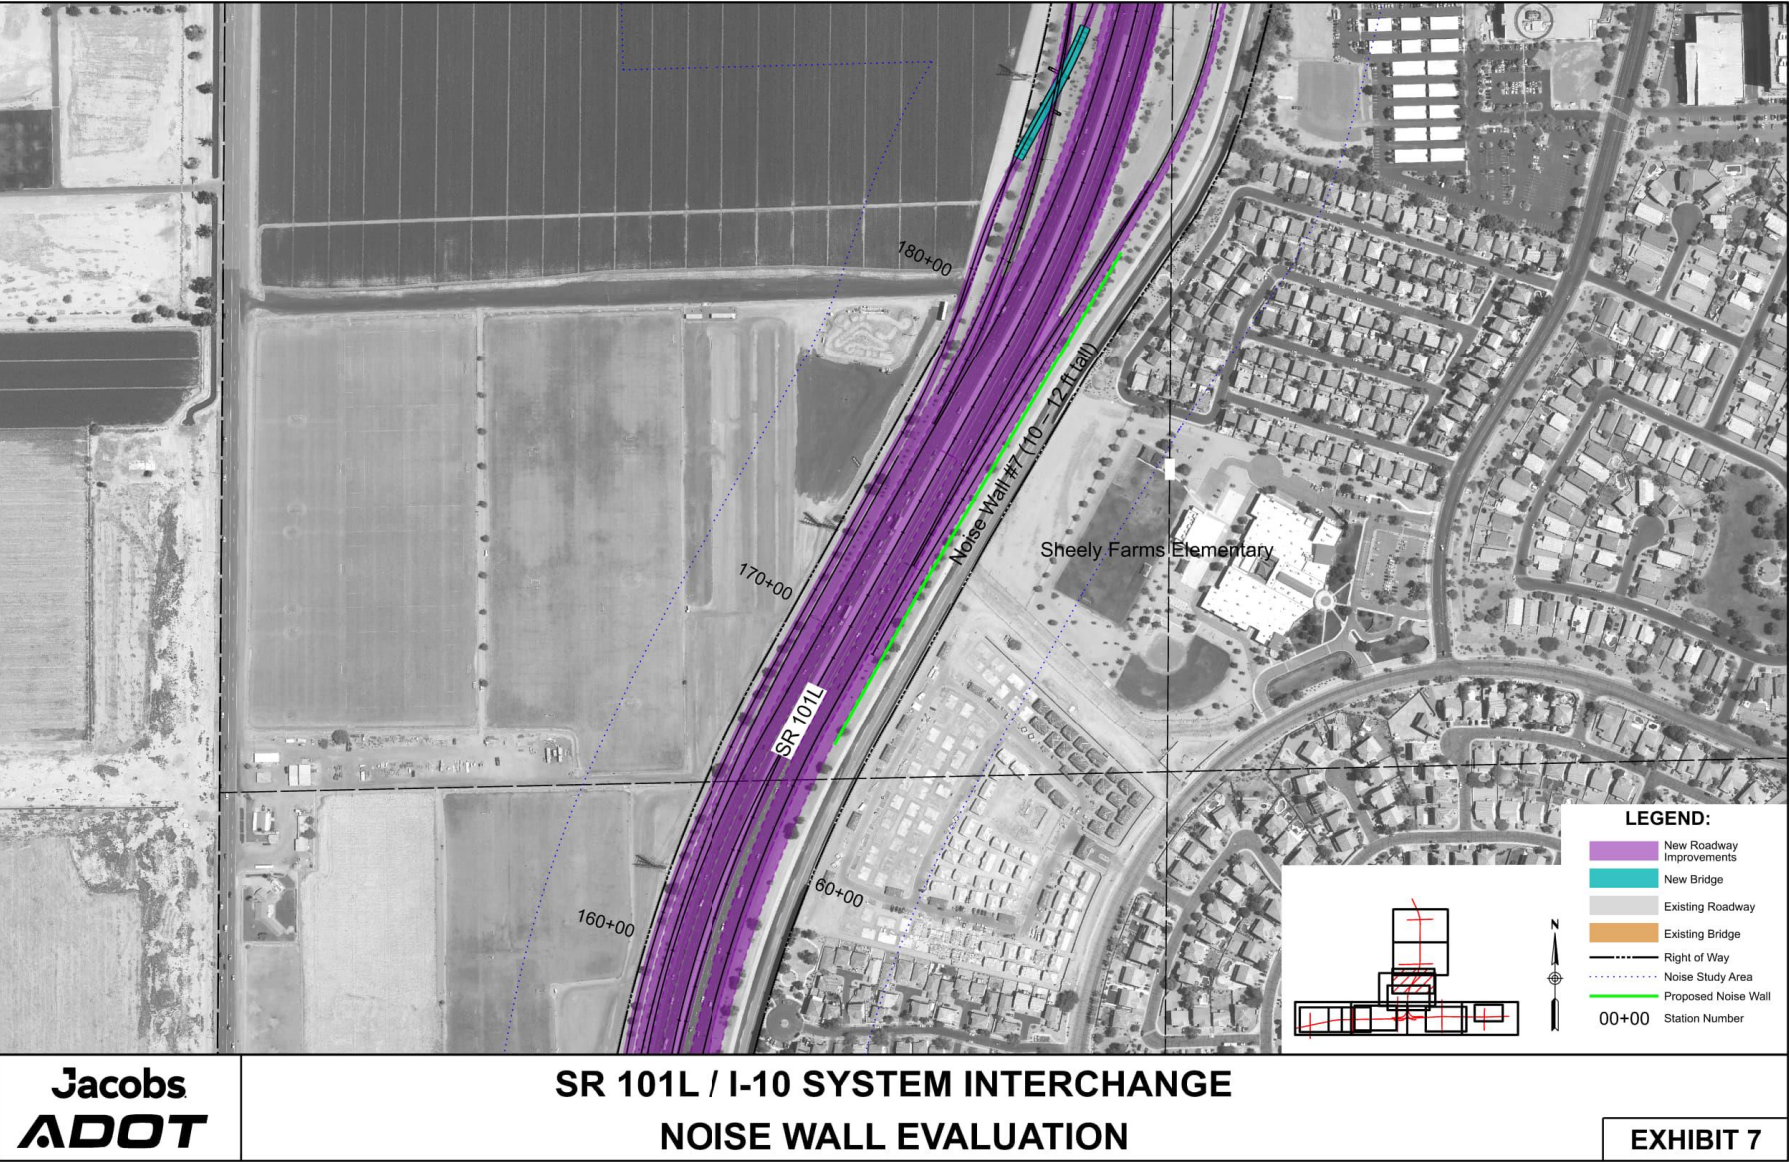 180+00
Noise Wall #7 (10 – 12 ft tall)
Sheely Farms Elementary
170+00
SR 101L
60+00
160+00
LEGEND:
New Roadway
Improvements
New Bridge
Existing Roadway
Existing Bridge
Right of Way
Noise Study Area
Proposed Noise Wall
00+00 Station Number
N
Jacobs
ADOT
SR 101L / I-10 SYSTEM INTERCHANGE
NOISE WALL EVALUATION
EXHIBIT 7